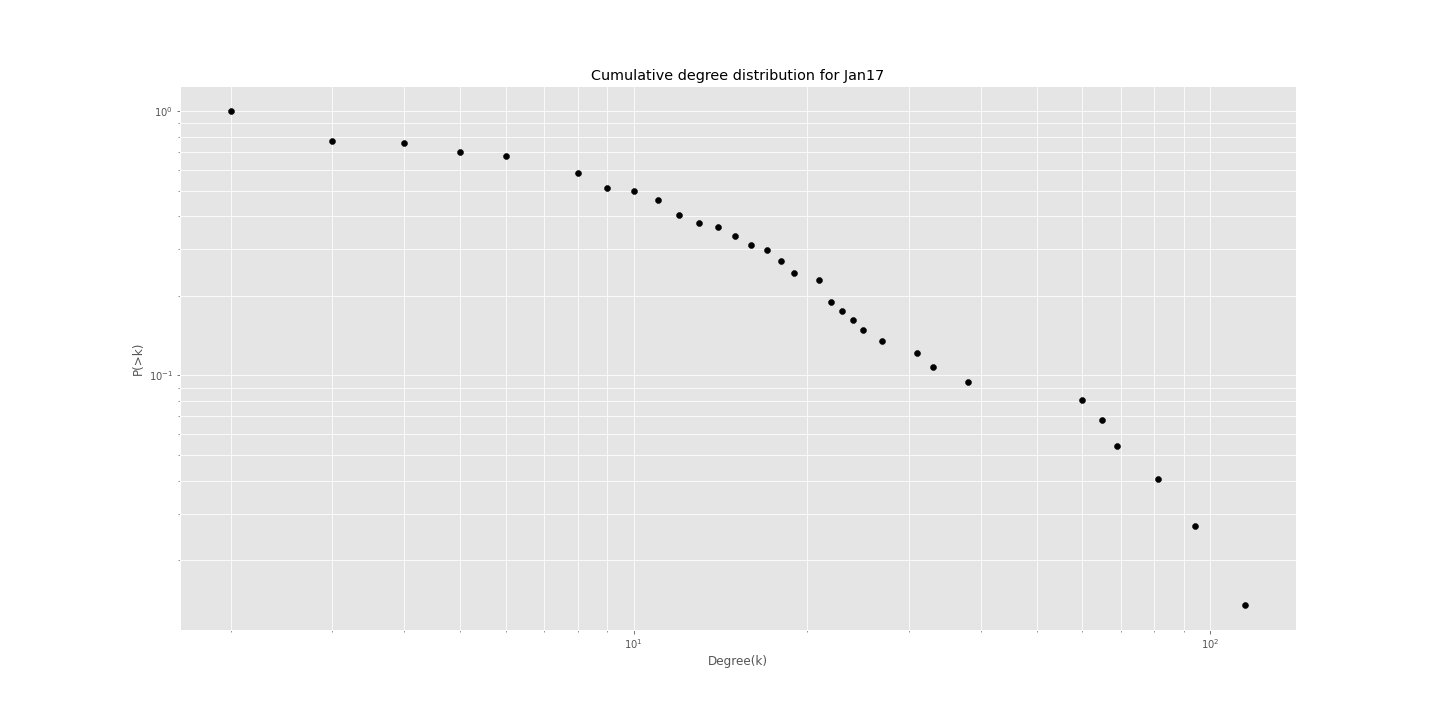 Cumulative degree distribution for Jan17
10⁰
P(>k)
10⁻¹
10¹
10²
Degree(k)